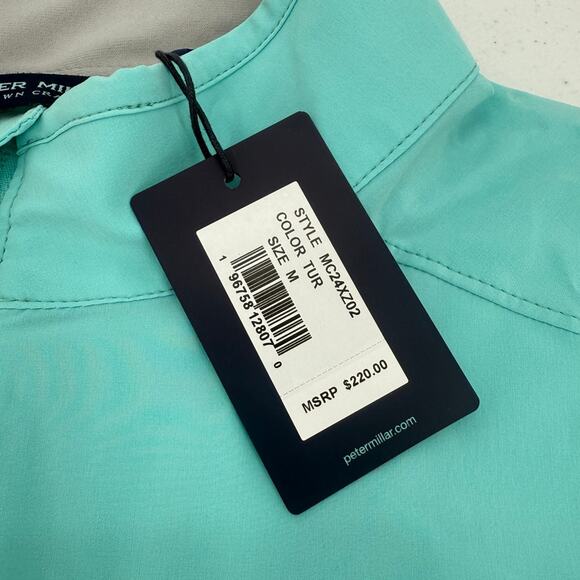 STYLE MC24XZ02
COLOR TUR
SIZE M
1 96758 12807 0
MSRP $220.00
petermillar.com